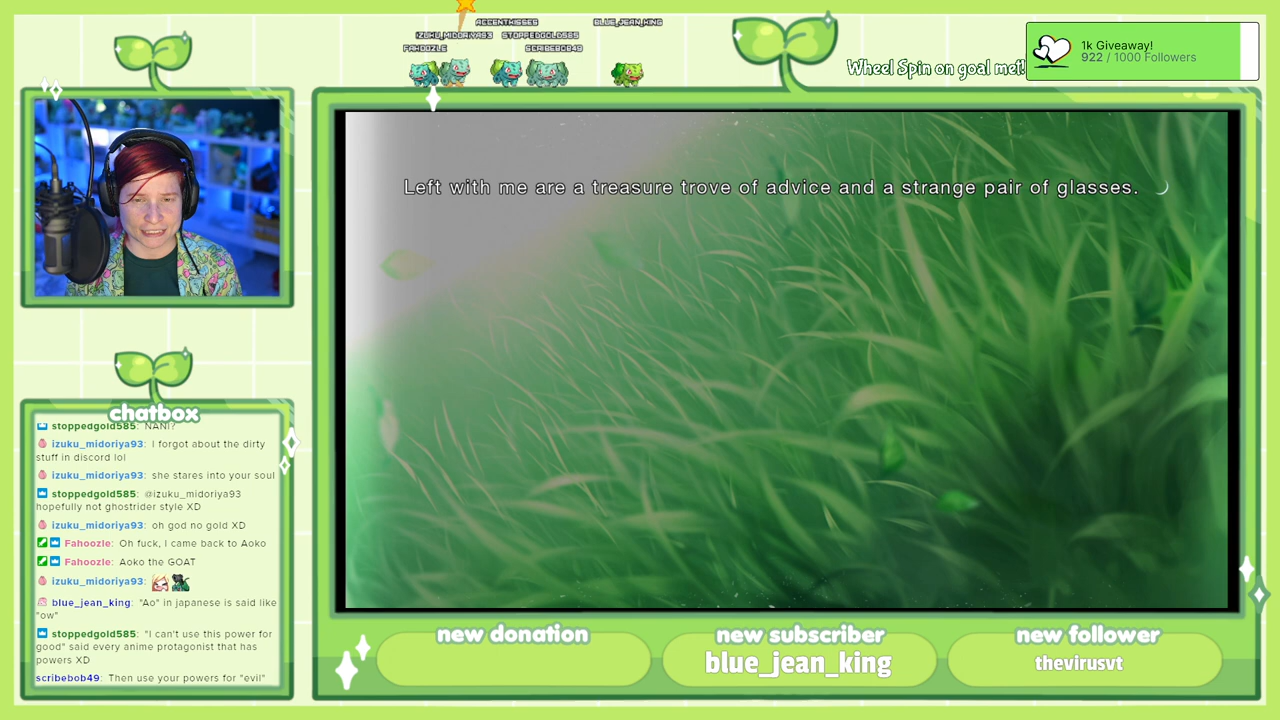 ACCENTKISSES
BLUE_JEAN_KING
IZUKU_MIDORIYA93
STOPPEDGOLD585
FAHOOZLE
SCRIBEBOB49
Wheel Spin on goal met!
1k Giveaway!
922 / 1000 Followers
Left with me are a treasure trove of advice and a strange pair of glasses.
chatbox
stoppedgold585: NANI?
izuku_midoriya93: I forgot about the dirty
stuff in discord lol
izuku_midoriya93: she stares into your soul
stoppedgold585: @izuku_midoriya93
hopefully not ghostrider style XD
izuku_midoriya93: oh god no gold XD
Fahoozle: Oh fuck, I came back to Aoko
Fahoozle: Aoko the GOAT
izuku_midoriya93:
blue_jean_king: "Ao" in japanese is said like
"ow"
stoppedgold585: "I can't use this power for
good" said every anime protagonist that has
powers XD
scribebob49: Then use your powers for "evil"
new donation
new subscriber
blue_jean_king
new follower
thevirusvt